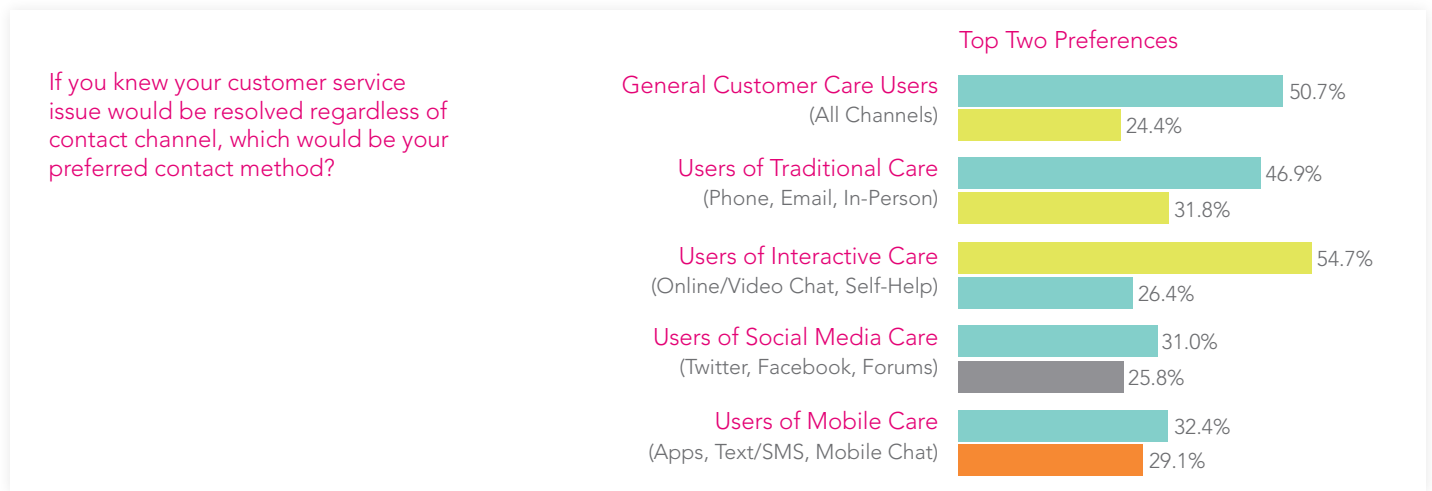 If you knew your customer service
issue would be resolved regardless of
contact channel, which would be your
preferred contact method?
Top Two Preferences
General Customer Care Users
(All Channels)
50.7%
24.4%
Users of Traditional Care
(Phone, Email, In-Person)
46.9%
31.8%
Users of Interactive Care
(Online/Video Chat, Self-Help)
54.7%
26.4%
Users of Social Media Care
(Twitter, Facebook, Forums)
31.0%
25.8%
Users of Mobile Care
(Apps, Text/SMS, Mobile Chat)
32.4%
29.1%